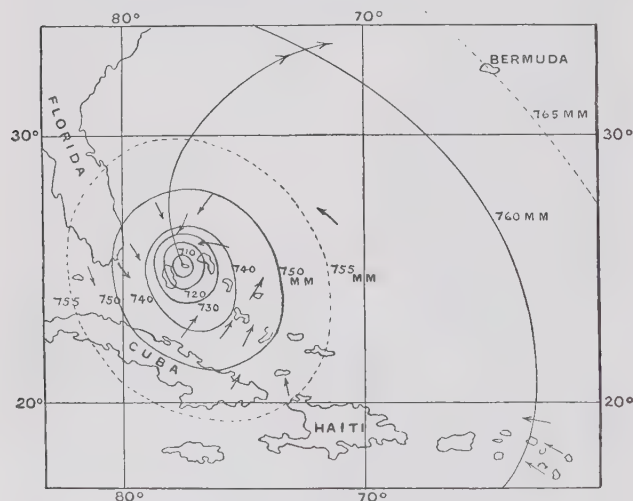 80° 70°
BERMUDA
FLORIDA
765 MM
30° 30°
760 MM
710
740 750 MM 755 MM
720
755 750 740 730
CUBA
20° 20°
HAITI
80° 70°